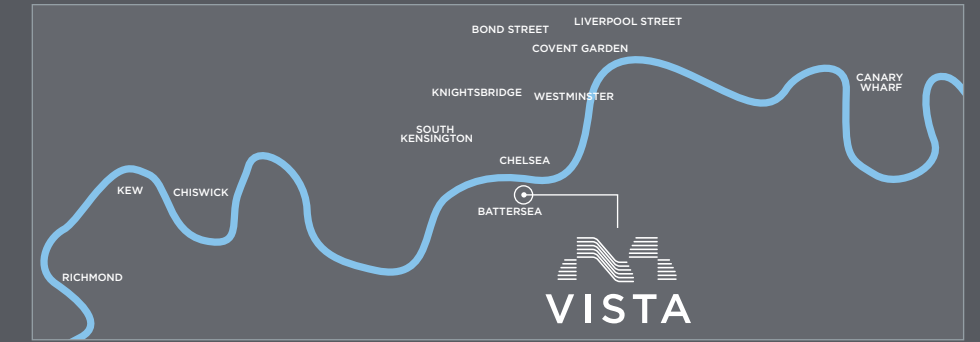 LIVERPOOL STREET
BOND STREET
COVENT GARDEN
CANARY
WHARF
KNIGHTSBRIDGE
WESTMINSTER
SOUTH
KENSINGTON
CHELSEA
KEW
CHISWICK
BATTERSEA
RICHMOND
VISTA